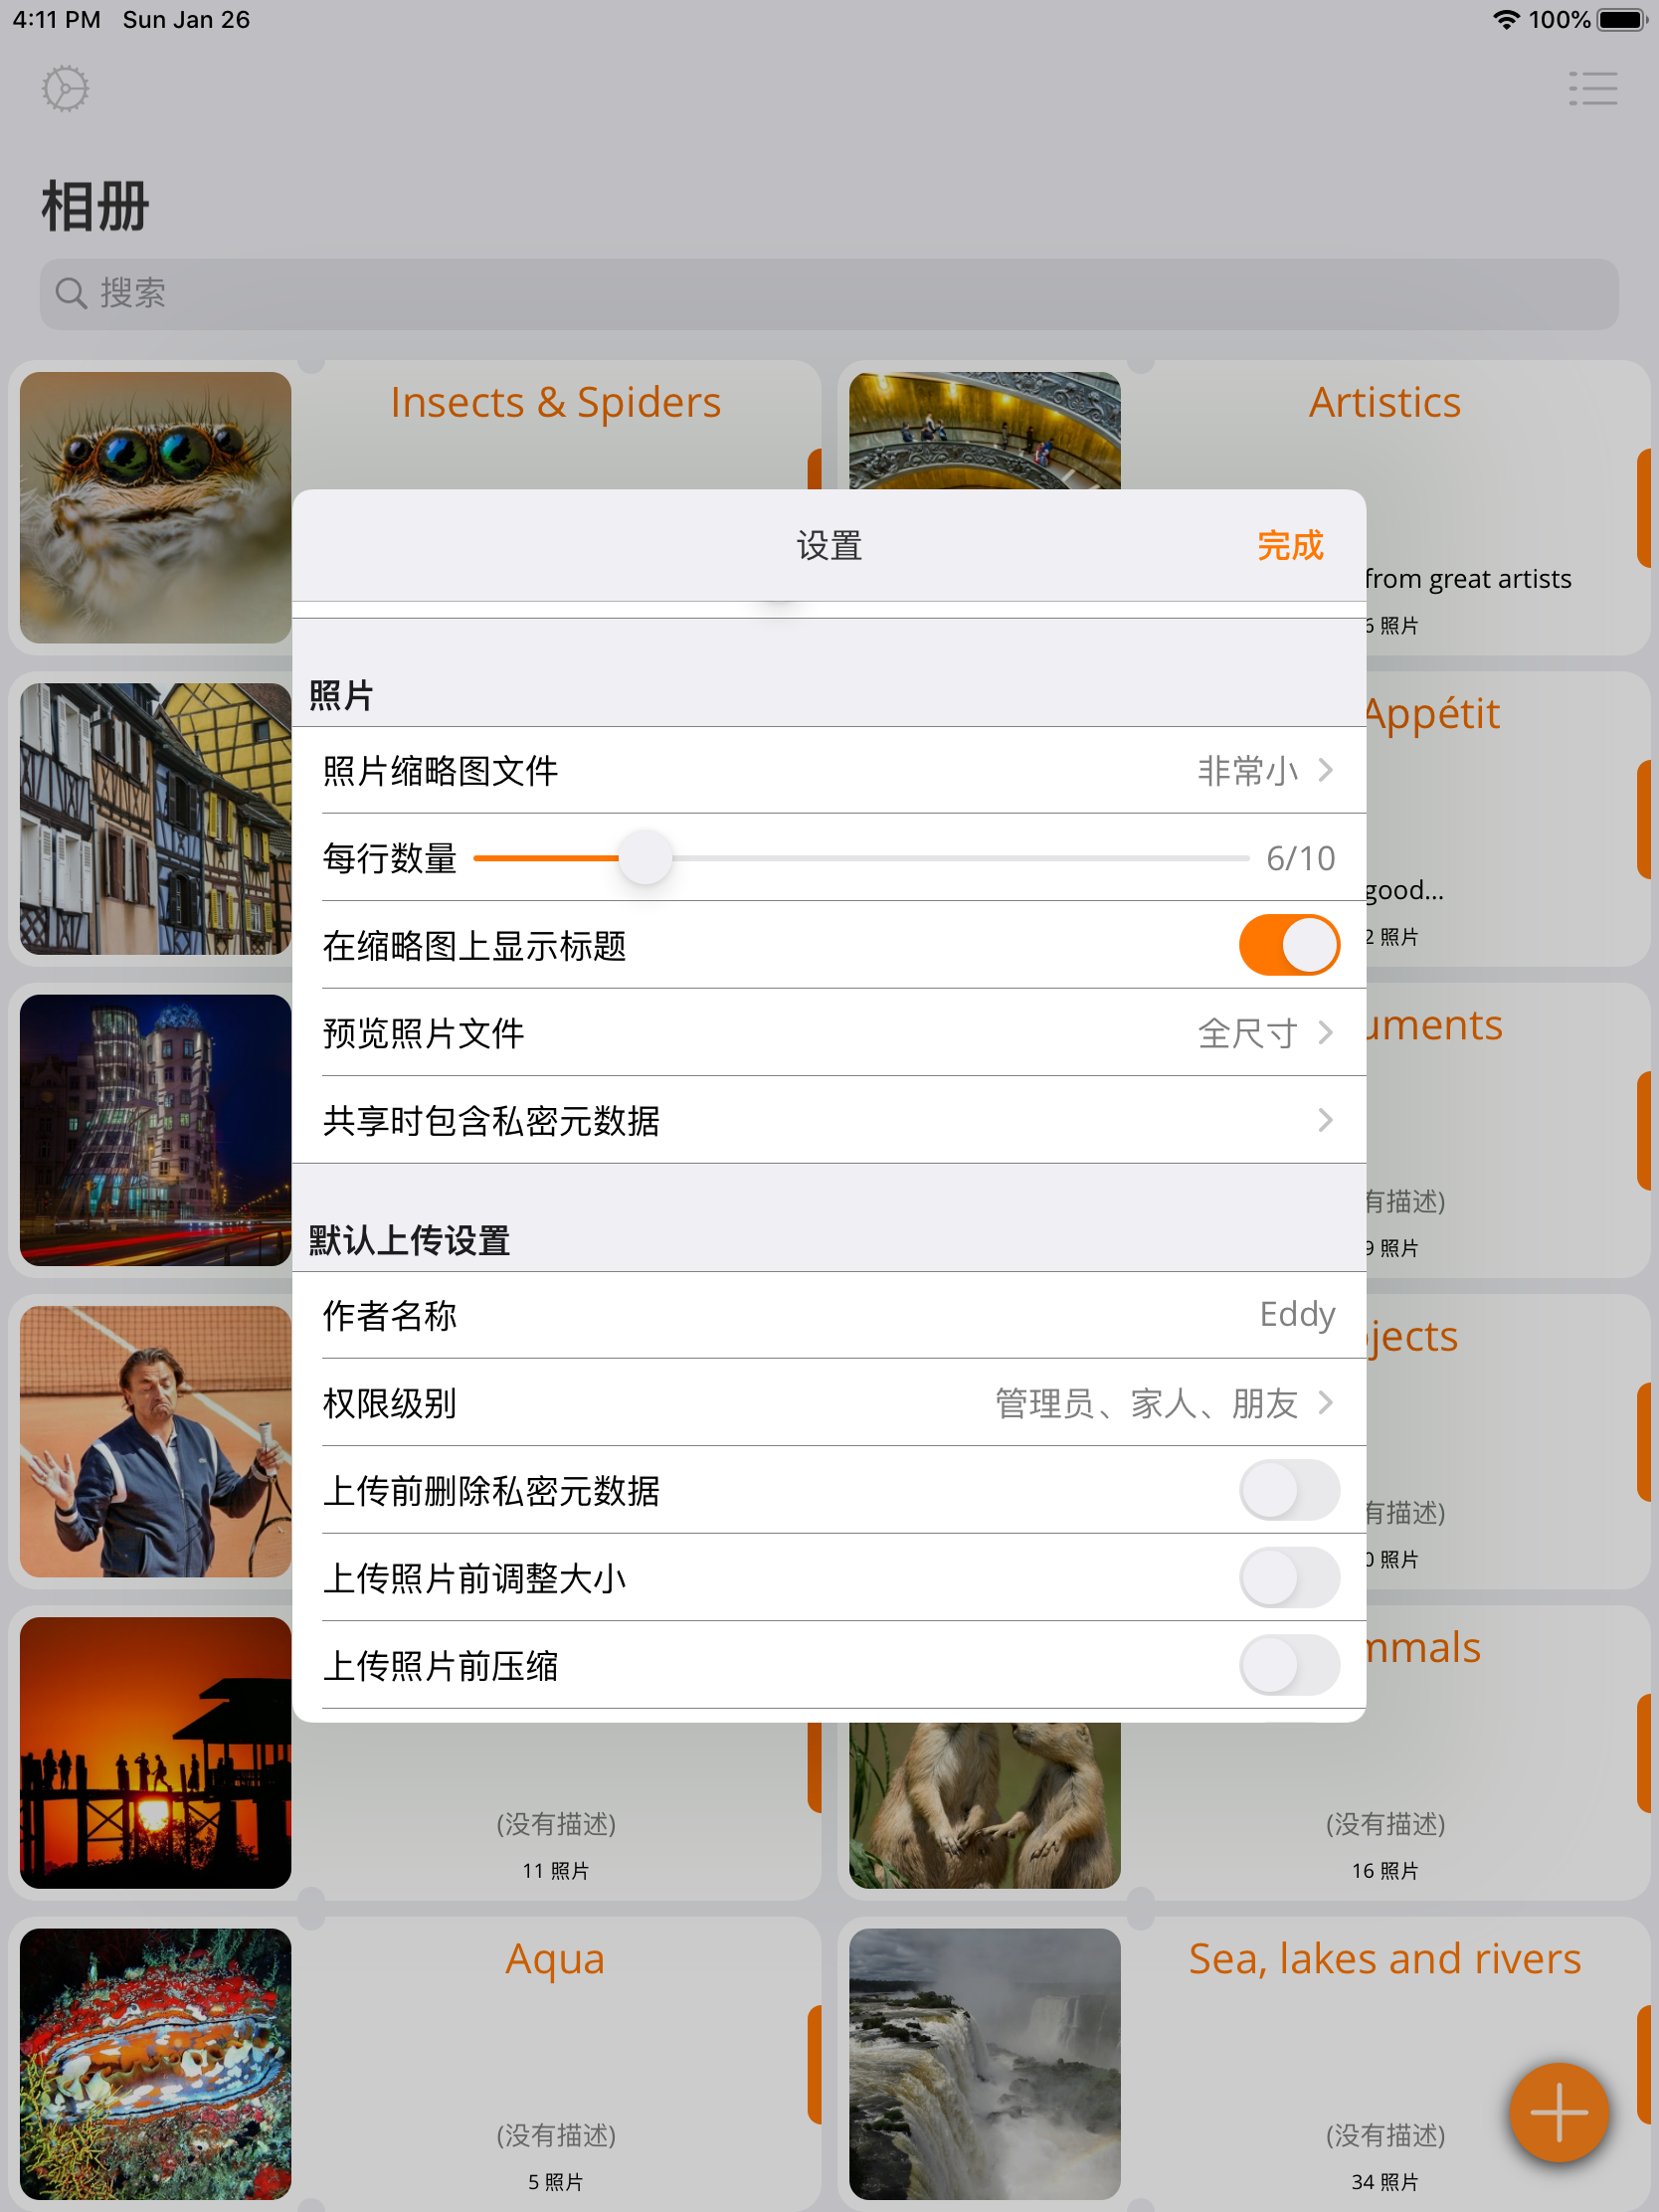 4:11 PM Sun Jan 26
100%
相册
搜索
Insects & Spiders
Artistics
from great artists
照片
设置
完成
照片
照片缩略图文件
非常小
每行数量
6/10
在缩略图上显示标题
预览照片文件
全尺寸
共享时包含私密元数据
默认上传设置
作者名称
Eddy
权限级别
管理员、家人、朋友
上传前删除私密元数据
上传照片前调整大小
上传照片前压缩
Appétit
good...
2 照片
有描述)
9 照片
有描述)
0 照片
(没有描述)
11 照片
(没有描述)
16 照片
Aqua
(没有描述)
5 照片
Sea, lakes and rivers
(没有描述)
34 照片